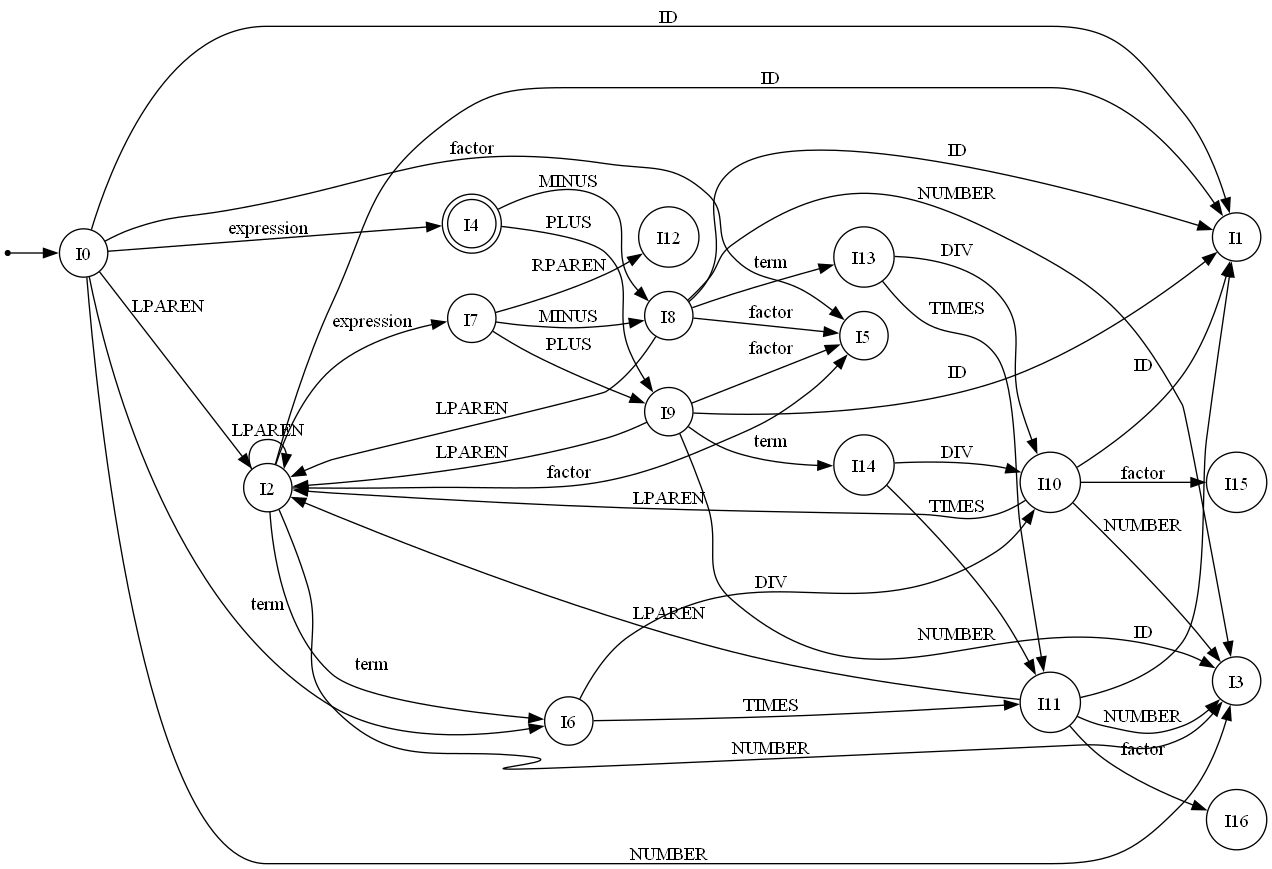 ID
ID
factor
ID
MINUS
NUMBER
PLUS
I4
expression
I12
I1
I0
DIV
I13
term
RPAREN
LPAREN
TIMES
factor
MINUS
I7
expression
I8
I5
PLUS
factor
ID
ID
LPAREN
LPAREN
LPAREN
term
LPAREN
DIV
I14
factor
factor
I2
I10
I15
LPAREN
TIMES
NUMBER
DIV
term
LPAREN
NUMBER
ID
term
I3
TIMES
I11
I6
NUMBER
NUMBER
factor
I16
NUMBER